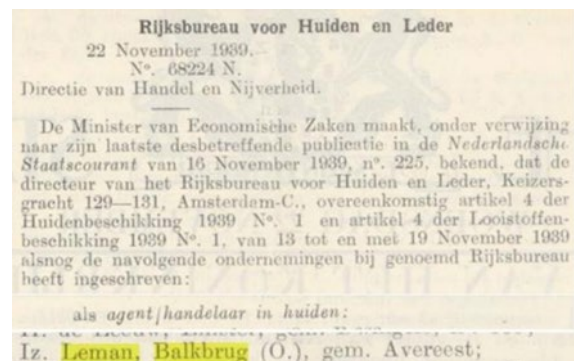 Rijksbureau voor Huiden en Leder
22 November 1939.
Nº. 68224 N.
Directie van Handel en Nijverheid.
De Minister van Economische Zaken maakt, onder verwijzing
naar zijn laatste desbetreffende publicatie in de Nederlandsche
Staatscourant van 16 November 1939, nº. 225, bekend, dat de
directeur van het Rijksbureau voor Huiden en Leder, Keizers-
gracht 129—131, Amsterdam-C., overeenkomstig artikel 4 der
Huidenbeschikking 1939 Nº. 1 en artikel 4 der Looistoffen-
beschikking 1939 Nº. 1, van 13 tot en met 19 November 1939
alsnog de navolgende ondernemingen bij genoemd Rijksbureau
heeft ingeschreven:
als agent/handelaar in huiden:
Iz. Leman, Balkbrug (O.), gem. Avereest;